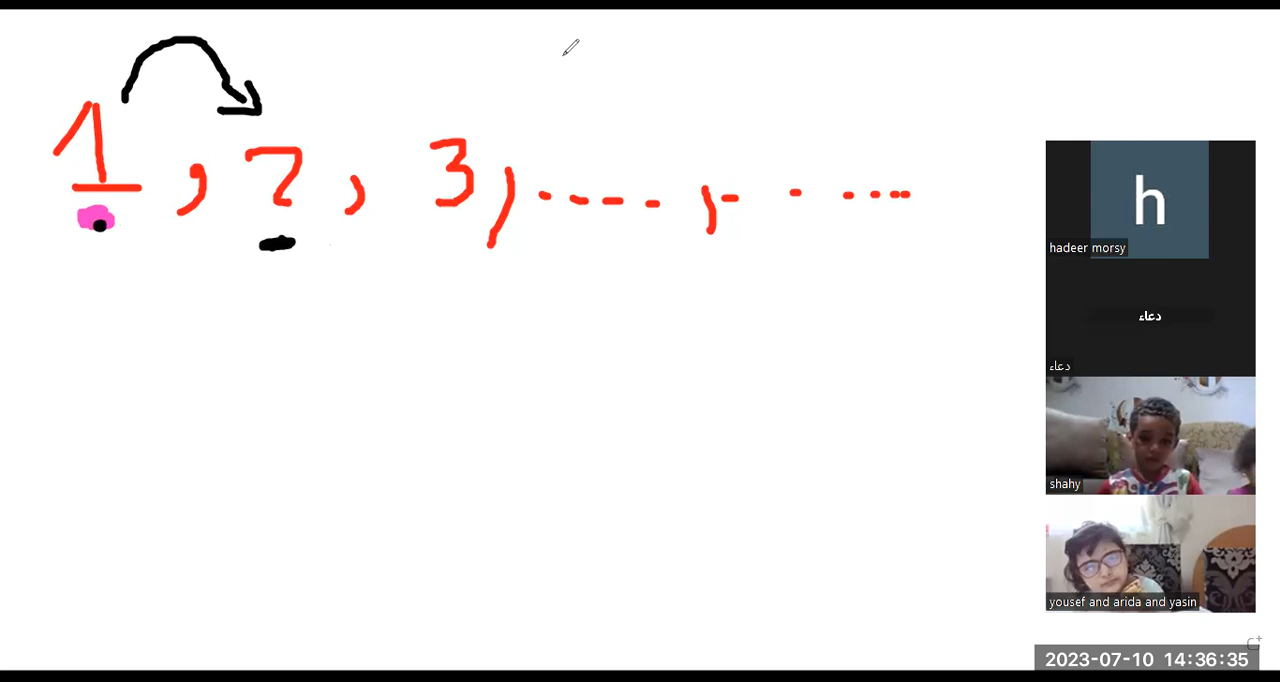 1 , 2 , 3 , ..... , .....
h
hadeer morsy
دعاء
دعاء
shahy
yousef and arida and yasin
2023-07-10 14:36:35